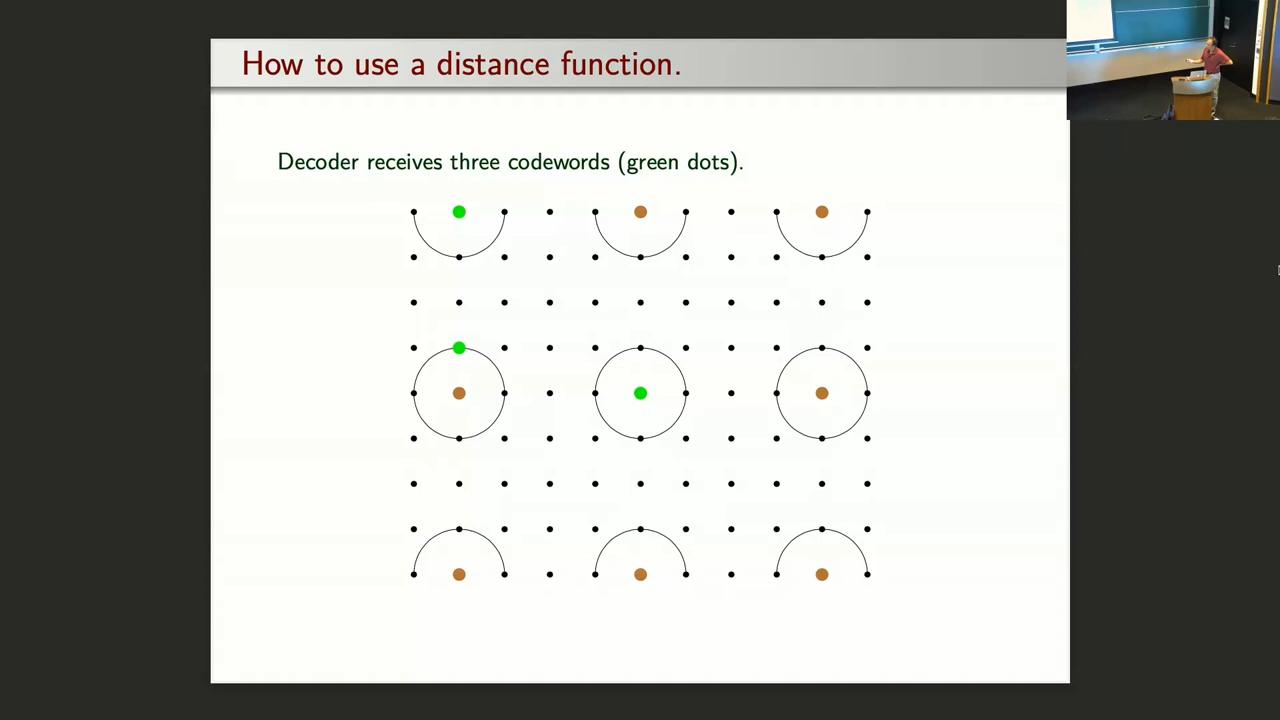 How to use a distance function.
Decoder receives three codewords (green dots).